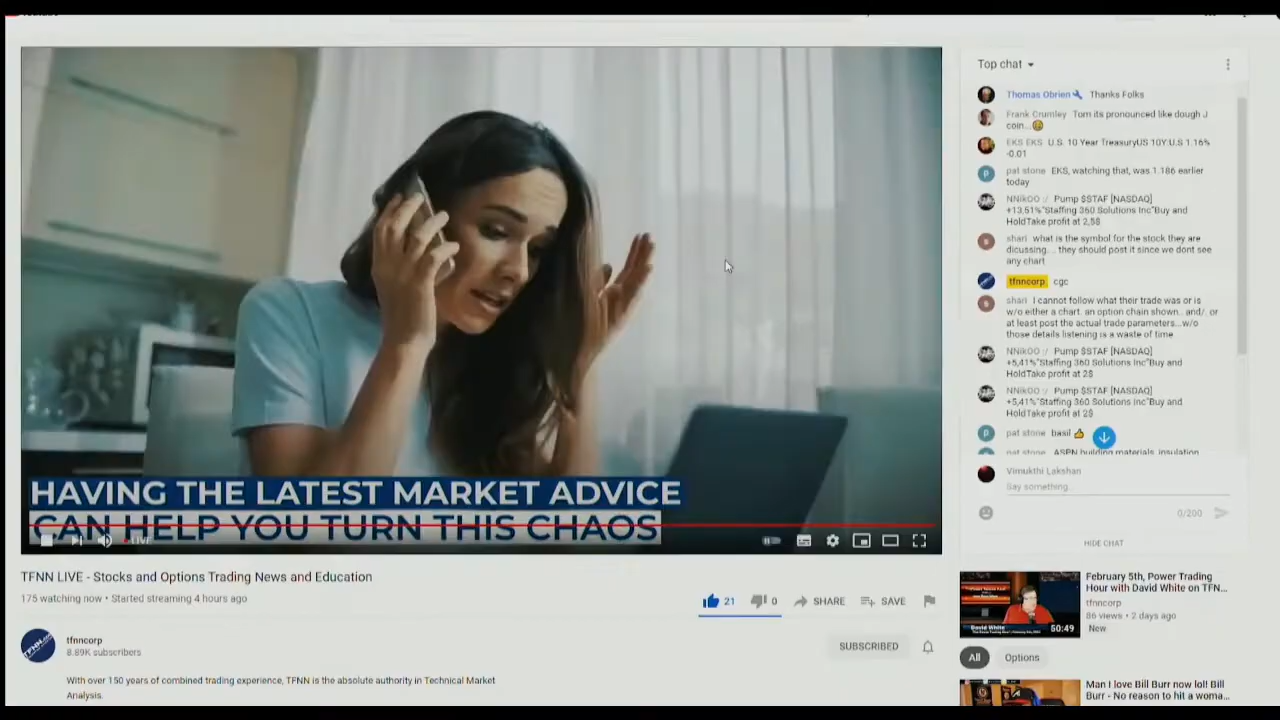 HAVING THE LATEST MARKET ADVICE
CAN HELP YOU TURN THIS CHAOS
LIVE
TFNN LIVE - Stocks and Options Trading News and Education
175 watching now • Started streaming 4 hours ago
21
0
SHARE
SAVE
tfnncorp
8.89K subscribers
SUBSCRIBED
With over 150 years of combined trading experience, TFNN is the absolute authority in Technical Market
Analysis.
Top chat
Thomas Obrien Thanks Folks
Frank Crumley Tom its pronounced like dough J
coin...
EKS EKS U.S. 10 Year TreasuryUS 10Y:U.S 1.16%
-0.01
pat stone EKS, watching that, was 1.186 earlier
today
NNikOO :/ Pump $STAF [NASDAQ]
+13,51%"Staffing 360 Solutions Inc"Buy and
HoldTake profit at 2,5$
shari what is the symbol for the stock they are
dicussing... they should post it since we dont see
any chart
tfnncorp cgc
shari I cannot follow what their trade was or is
w/o either a chart. an option chain shown.. and/. or
at least post the actual trade parameters...w/o
those details listening is a waste of time
NNikOO :/ Pump $STAF [NASDAQ]
+5,41%"Staffing 360 Solutions Inc"Buy and
HoldTake profit at 2$
NNikOO :/ Pump $STAF [NASDAQ]
+5,41%"Staffing 360 Solutions Inc"Buy and
HoldTake profit at 2$
pat stone basil
pat stone ASPN building materials, insulation
Vimukthi Lakshan
Say something...
0/200
HIDE CHAT
February 5th, Power Trading
Hour with David White on TFN...
tfnncorp
86 views • 2 days ago
New
David White
50:49
All
Options
Man I love Bill Burr now lol! Bill
Burr - No reason to hit a woma...